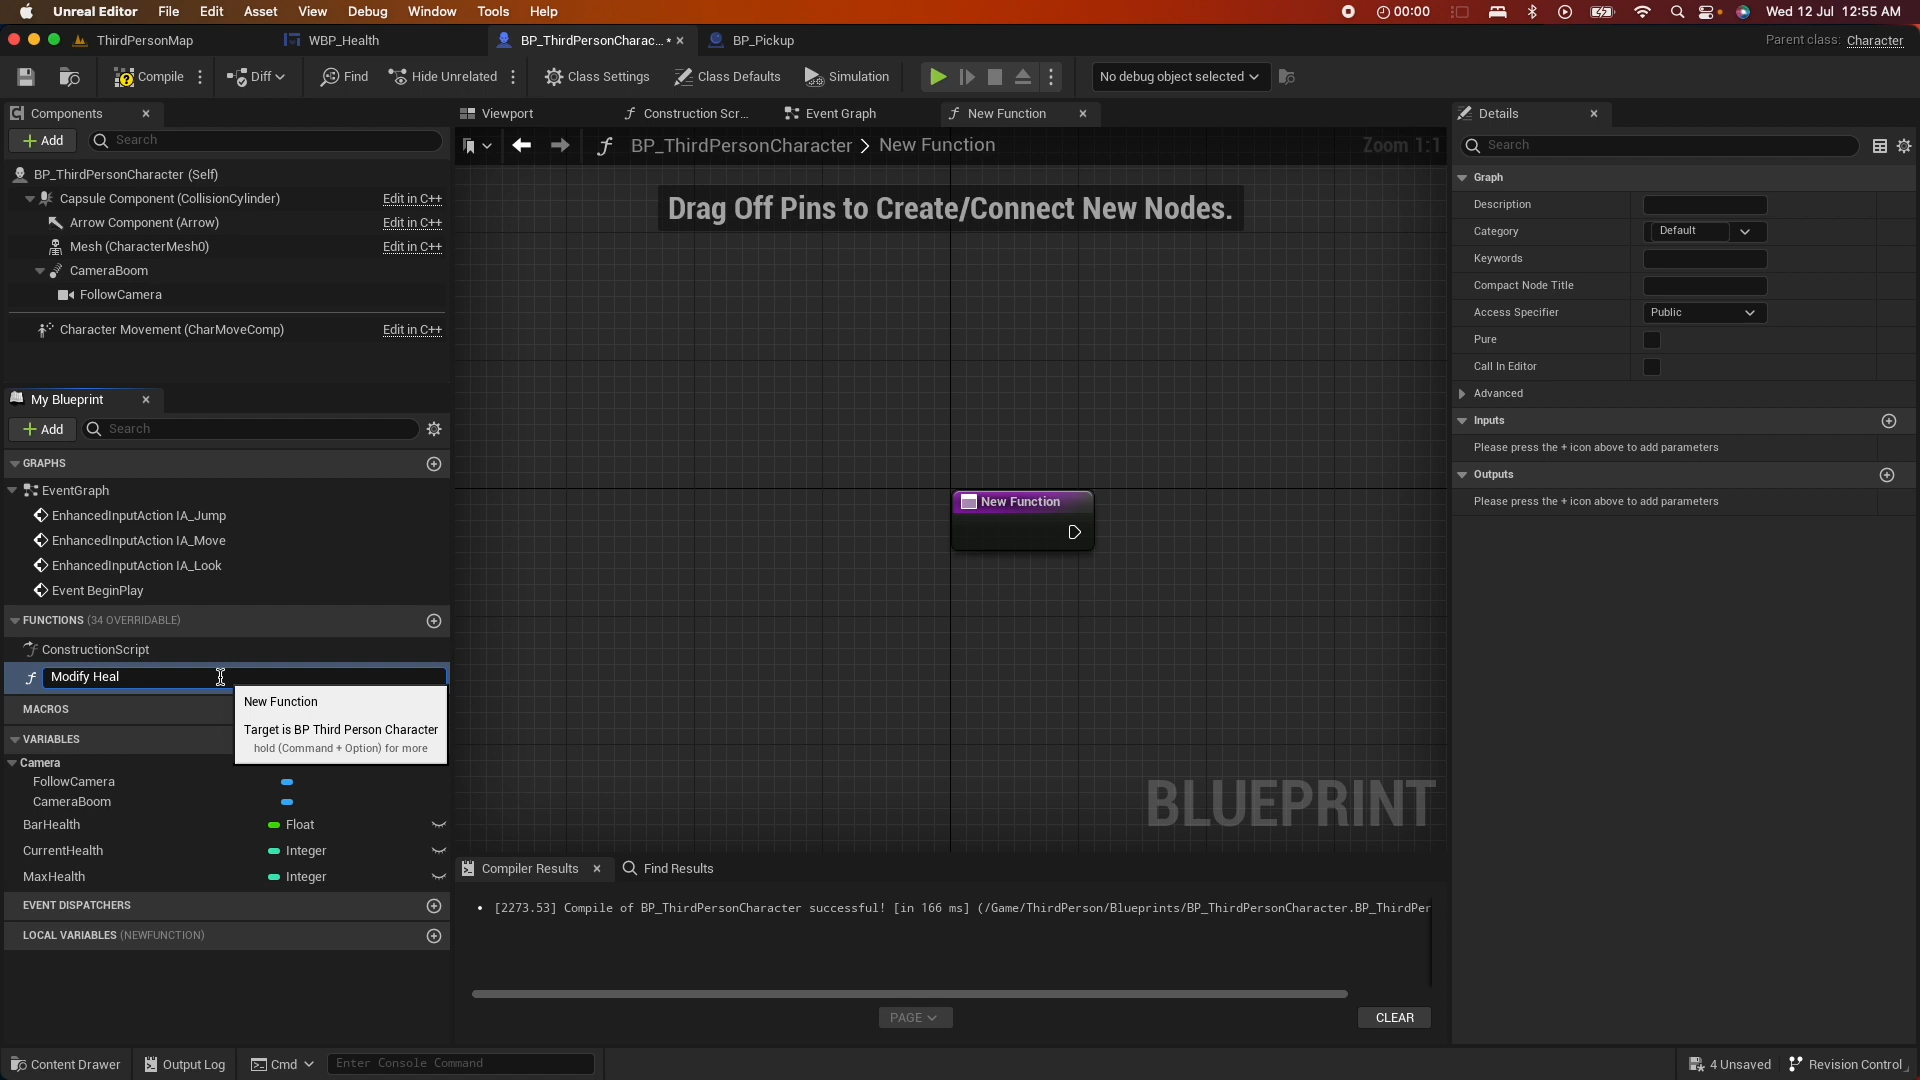 Unreal Editor File Edit Asset View Debug Window Tools Help 00:00 Wed 12 Jul 12:55 AM
ThirdPersonMap WBP_Health BP_ThirdPersonCharac... • BP_Pickup Parent class: Character
Compile Diff Find Hide Unrelated Class Settings Class Defaults Simulation No debug object selected
Components Viewport Construction Scr... Event Graph New Function Details
Add Search BP_ThirdPersonCharacter > New Function Zoom 1:1 Search
BP_ThirdPersonCharacter (Self)
Capsule Component (CollisionCylinder) Edit in C++
Arrow Component (Arrow) Edit in C++
Mesh (CharacterMesh0) Edit in C++
CameraBoom
FollowCamera
Character Movement (CharMoveComp) Edit in C++
My Blueprint
Add Search
GRAPHS
EventGraph
EnhancedInputAction IA_Jump
EnhancedInputAction IA_Move
EnhancedInputAction IA_Look
Event BeginPlay
FUNCTIONS (34 OVERRIDABLE)
ConstructionScript
Modify Heal
New Function
Target is BP Third Person Character
hold (Command + Option) for more
MACROS
VARIABLES
Camera
FollowCamera
CameraBoom
BarHealth Float
CurrentHealth Integer
MaxHealth Integer
EVENT DISPATCHERS
LOCAL VARIABLES (NEWFUNCTION)
Drag Off Pins to Create/Connect New Nodes.
New Function
BLUEPRINT
Compiler Results Find Results
• [2273.53] Compile of BP_ThirdPersonCharacter successful! [in 166 ms] (/Game/ThirdPerson/Blueprints/BP_ThirdPersonCharacter.BP_ThirdPer
PAGE CLEAR
Graph
Description
Category Default
Keywords
Compact Node Title
Access Specifier Public
Pure
Call In Editor
Advanced
Inputs
Please press the + icon above to add parameters
Outputs
Please press the + icon above to add parameters
Content Drawer Output Log Cmd Enter Console Command 4 Unsaved Revision Control